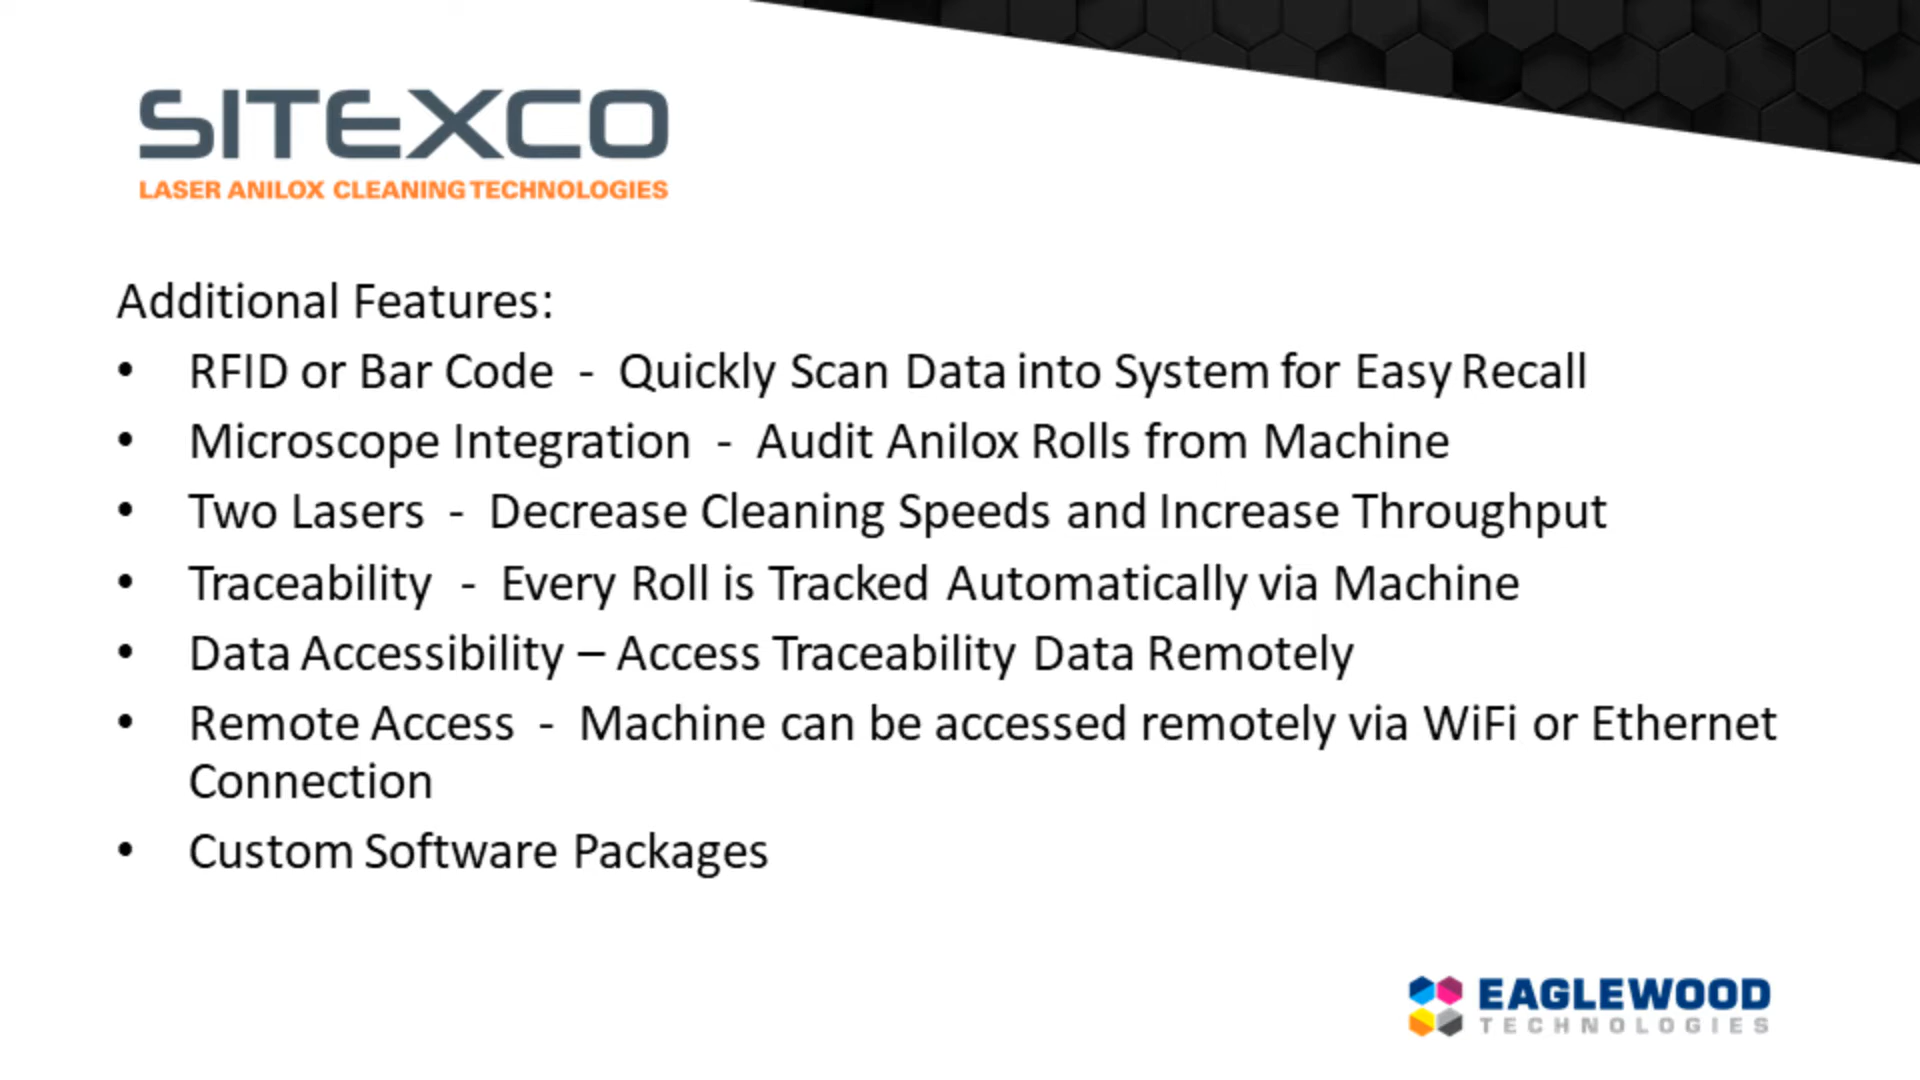 SITEXCO
LASER ANILOX CLEANING TECHNOLOGIES
Additional Features:
• RFID or Bar Code - Quickly Scan Data into System for Easy Recall
• Microscope Integration - Audit Anilox Rolls from Machine
• Two Lasers - Decrease Cleaning Speeds and Increase Throughput
• Traceability - Every Roll is Tracked Automatically via Machine
• Data Accessibility – Access Traceability Data Remotely
• Remote Access - Machine can be accessed remotely via WiFi or Ethernet
Connection
• Custom Software Packages
EAGLEWOOD
TECHNOLOGIES